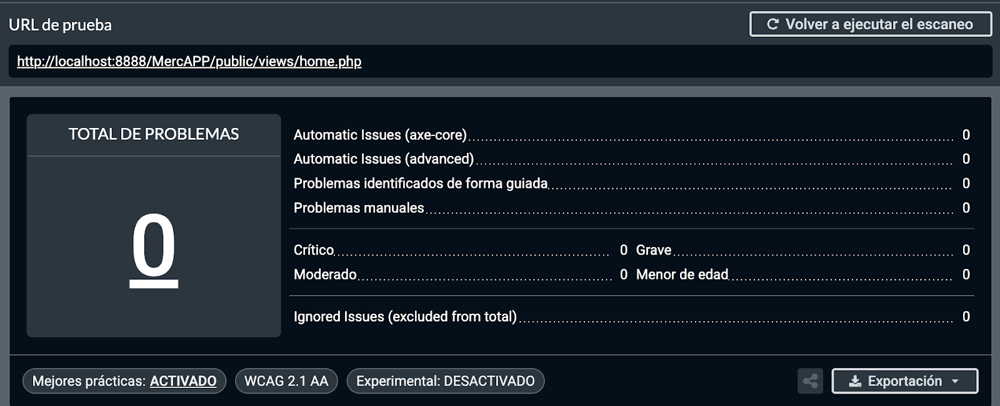 URL de prueba
Volver a ejecutar el escaneo
http://localhost:8888/MercAPP/public/views/home.php
TOTAL DE PROBLEMAS
0
Automatic Issues (axe-core) 0
Automatic Issues (advanced) 0
Problemas identificados de forma guiada 0
Problemas manuales 0
Crítico 0 Grave 0
Moderado 0 Menor de edad 0
Ignored Issues (excluded from total) 0
Mejores prácticas: ACTIVADO WCAG 2.1 AA Experimental: DESACTIVADO Exportación